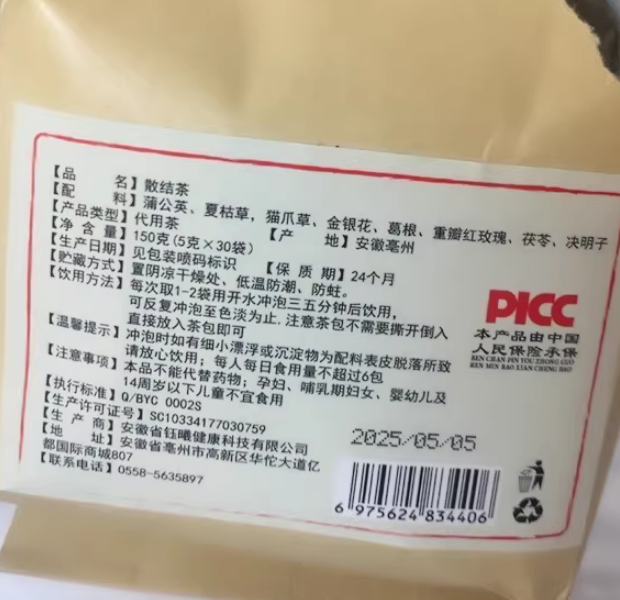 【品 名】散结茶
【配 料】蒲公英、夏枯草，猫爪草、金银花、葛根、重瓣红玫瑰、茯苓、决明子
【产品类型】代用茶 【产 地】安徽亳州
【净 含 量】150克(5克×30袋)
【生产日期】见包装喷码标识 【保 质 期】24个月
【贮藏方式】置阴凉干燥处、低温防潮、防蛀。
【饮用方法】每次取1-2袋用开水冲泡三五分钟后饮用，
可反复冲泡至色淡为止.注意茶包不需要撕开倒入
直接放入茶包即可
【温馨提示】冲泡时如有细小漂浮或沉淀物为配料表皮脱落所致
请放心饮用；每人每日食用量不超过6包
【注意事项】本品不能代替药物；孕妇、哺乳期妇女、婴幼儿及
14周岁以下儿童不宜食用
【执行标准】Q/BYC 0002S
【生产许可证号】SC10334177030759
【生 产 商】安徽省钰曦健康科技有限公司
【地 址】安徽省亳州市高新区华佗大道亿
都国际商城807
【联系电话】0558-5635897
PICC
本产品由中国
人民保险承保
BEN CHAN PIN YOU ZHONG GUO
REN MIN BAO XIAN CHENG BAO
2025/05/05
6 975624 834406